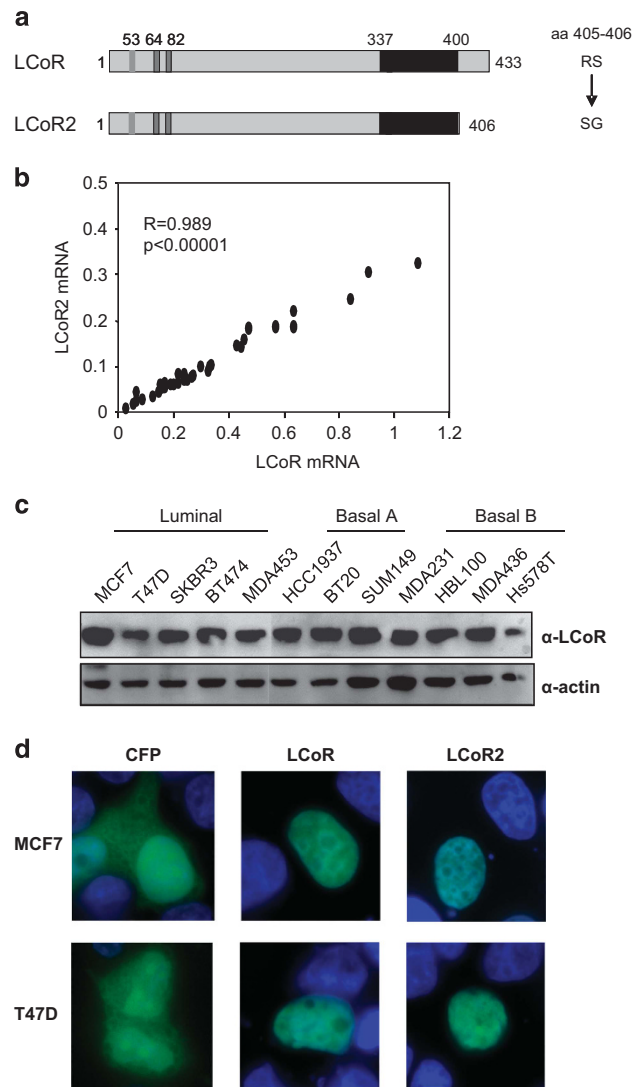 a
53 64 82 337 400 aa 405-406
LCoR 1 433 RS
LCoR2 1 406 SG
b
R=0.989
p<0.00001
LCoR2 mRNA
0.5
0.4
0.3
0.2
0.1
0
0 0.2 0.4 0.6 0.8 1 1.2
LCoR mRNA
c
Luminal Basal A Basal B
MCF7 T47D SKBR3 BT474 MDA453 HCC1937 BT20 SUM149 MDA231 HBL100 MDA436 Hs578T
α-LCoR
α-actin
d
CFP LCoR LCoR2
MCF7
T47D